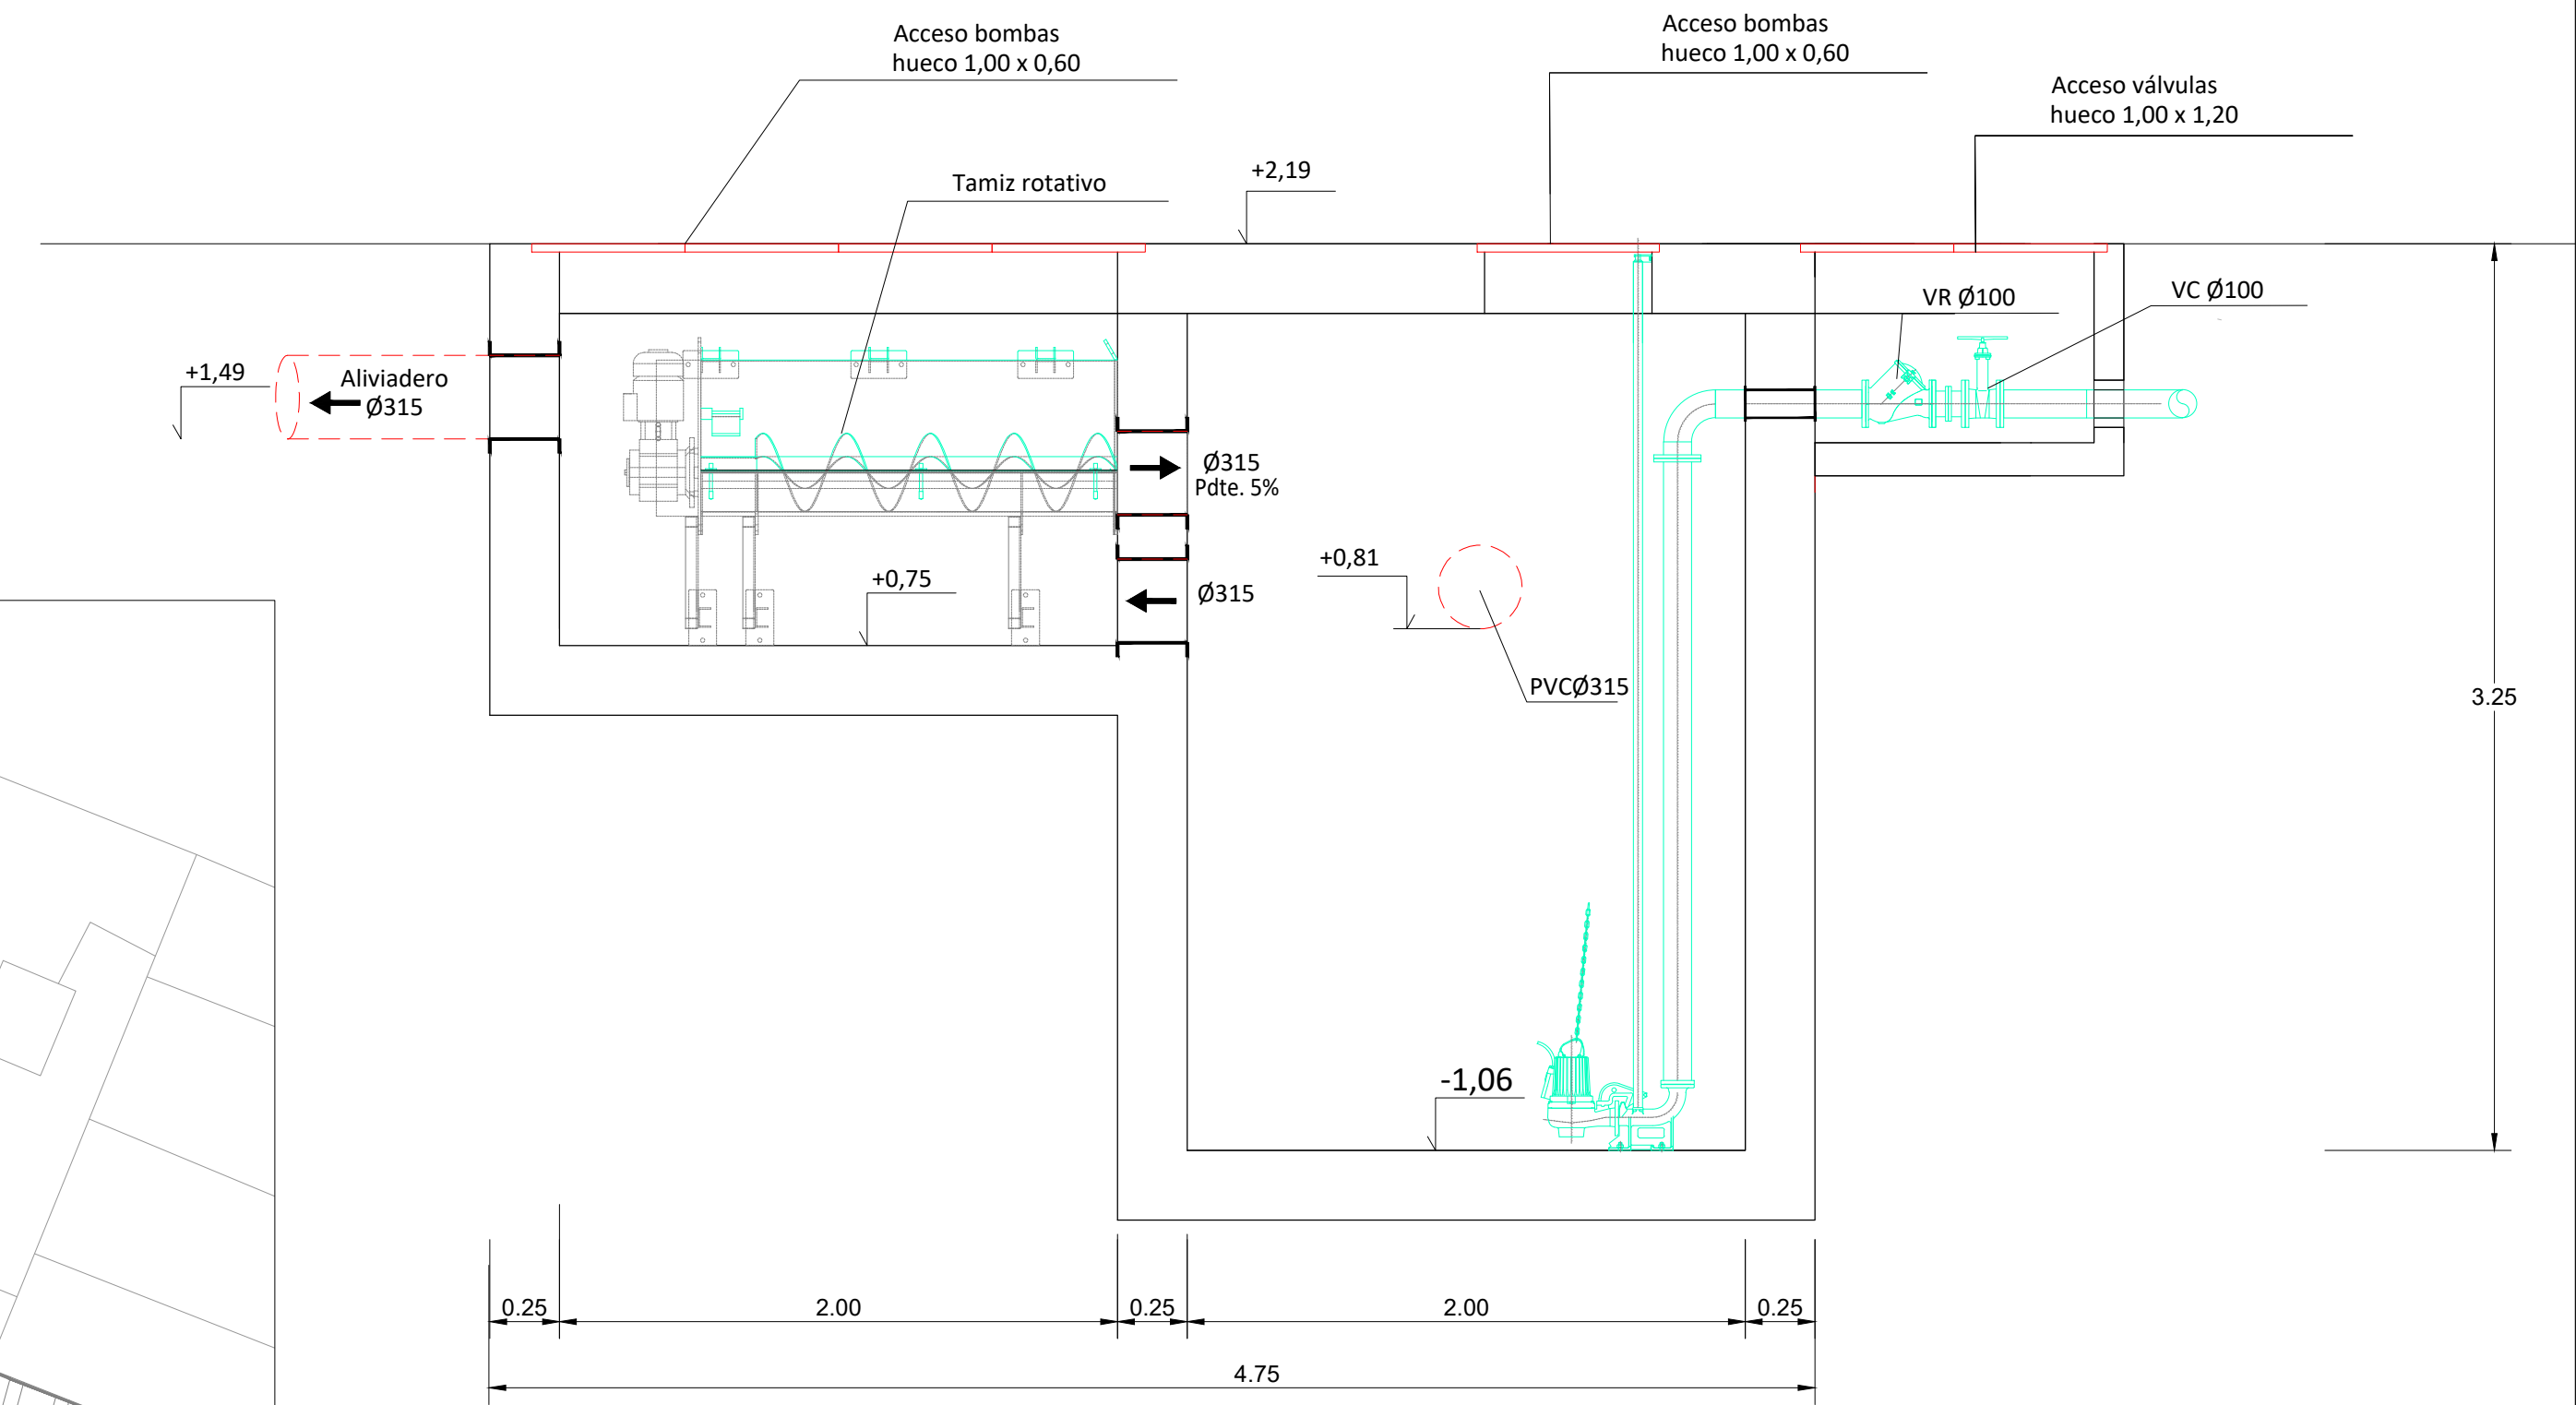 Acceso bombas
hueco 1,00 x 0,60
Acceso bombas
hueco 1,00 x 0,60
Acceso válvulas
hueco 1,00 x 1,20
Tamiz rotativo
+2,19
VR Ø100
VC Ø100
+1,49
Aliviadero
Ø315
Ø315
Pdte. 5%
+0,81
+0,75
Ø315
PVCØ315
3.25
-1,06
0.25
2.00
0.25
2.00
0.25
4.75